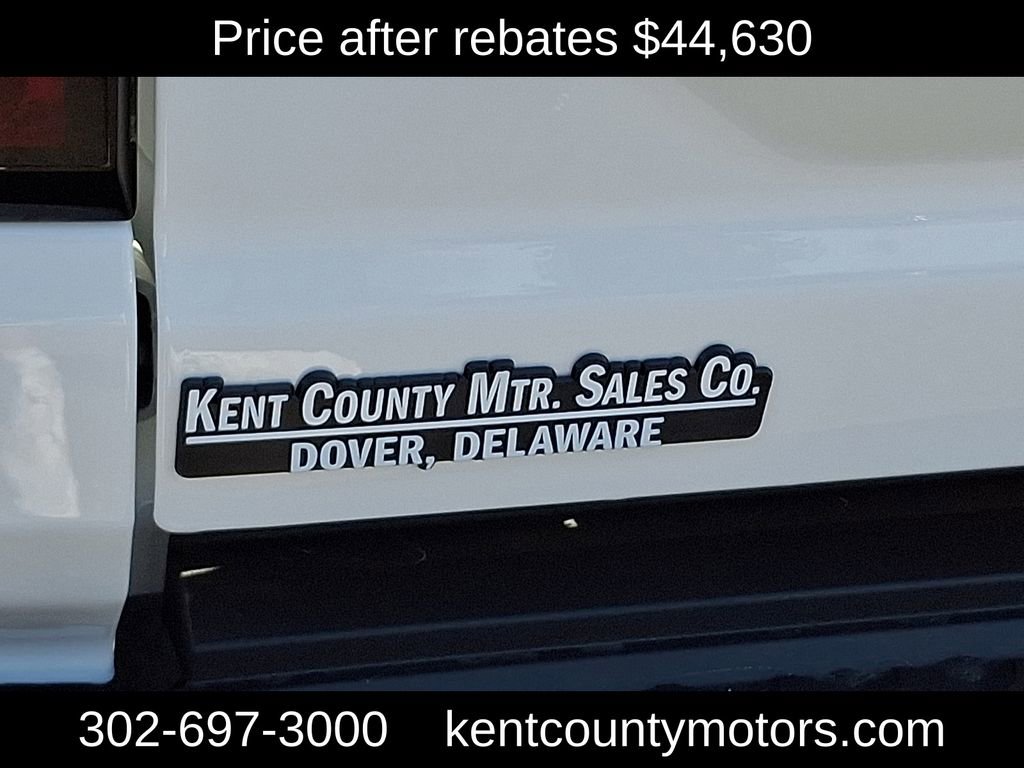 Price after rebates $44,630
KENT COUNTY MTR. SALES CO.
DOVER, DELAWARE
302-697-3000 kentcountymotors.com